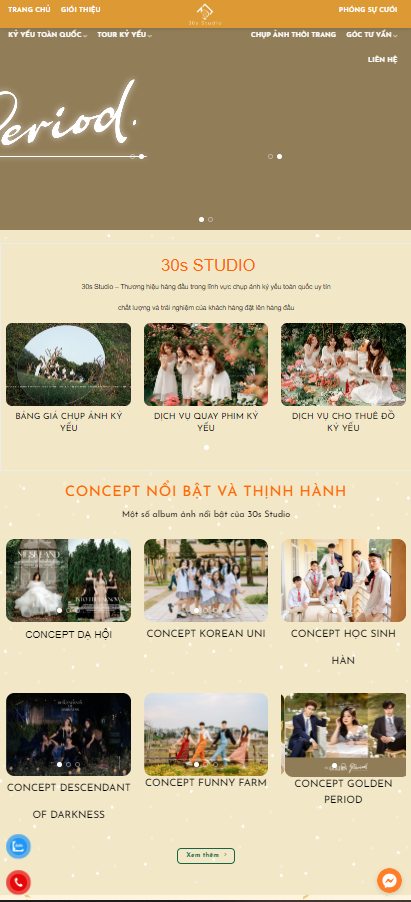 TRANG CHỦ GIỚI THIỆU
PHÓNG SỰ CƯỚI
30s Studio
KỶ YẾU TOÀN QUỐC TOUR KỶ YẾU
CHỤP ẢNH THỜI TRANG GÓC TƯ VẤN
LIÊN HỆ
Period.
30s STUDIO
30s Studio – Thương hiệu hàng đầu trong lĩnh vực chụp ảnh kỷ yếu toàn quốc uy tín
chất lượng và trải nghiệm của khách hàng đặt lên hàng đầu
BẢNG GIÁ CHỤP ẢNH KỶ
YẾU
DỊCH VỤ QUAY PHIM KỶ
YẾU
DỊCH VỤ CHO THUÊ ĐỒ
KỶ YẾU
CONCEPT NỔI BẬT VÀ THỊNH HÀNH
Một số album ảnh nổi bật của 30s Studio
INTO THE UNKNOWN
CONCEPT DẠ HỘI
CONCEPT KOREAN UNI
CONCEPT HỌC SINH
HÀN
CONCEPT DESCENDANT
OF DARKNESS
CONCEPT FUNNY FARM
Period
CONCEPT GOLDEN
PERIOD
Xem thêm